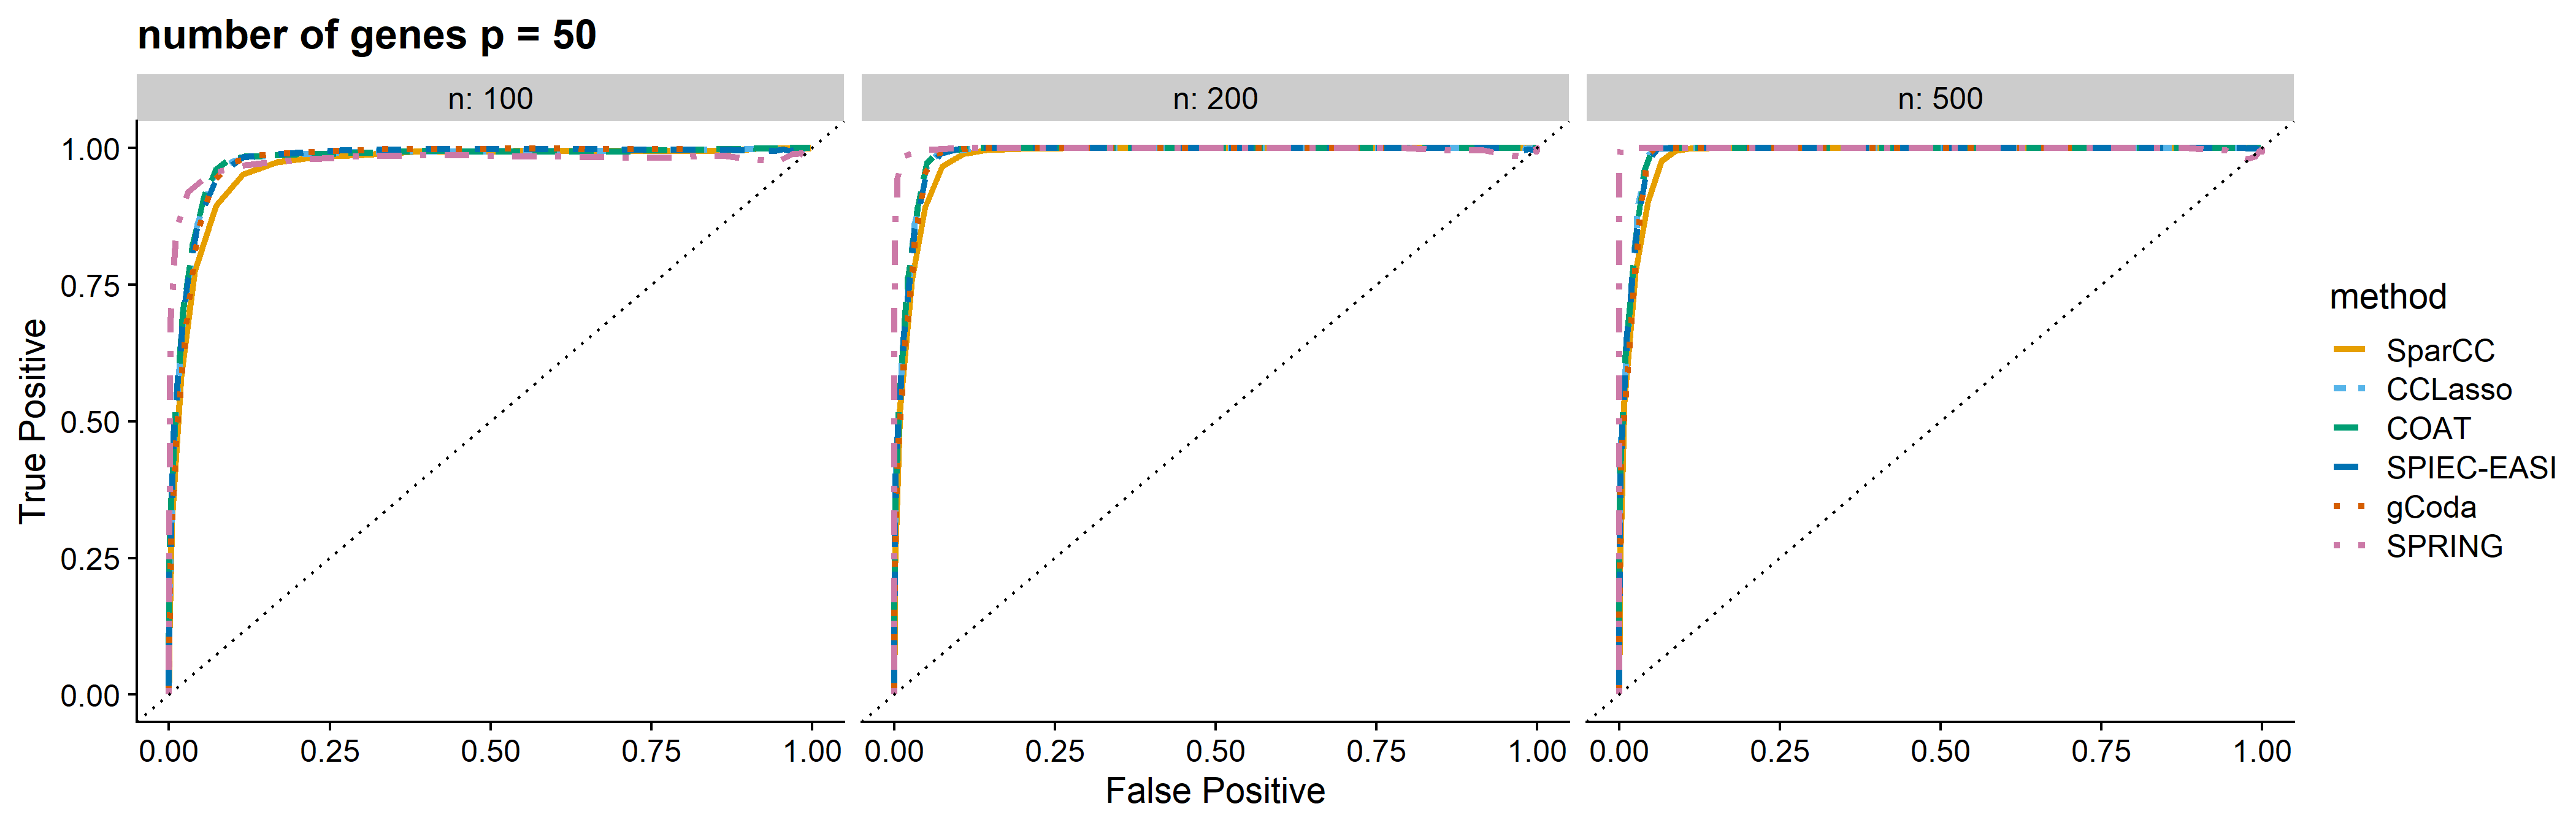 number of genes p = 50
n: 100
n: 200
n: 500
True Positive
1.00
0.75
0.50
0.25
0.00
0.00 0.25 0.50 0.75 1.00
0.00 0.25 0.50 0.75 1.00
0.00 0.25 0.50 0.75 1.00
False Positive
method
SparCC
CCLasso
COAT
SPIEC-EASI
gCoda
SPRING